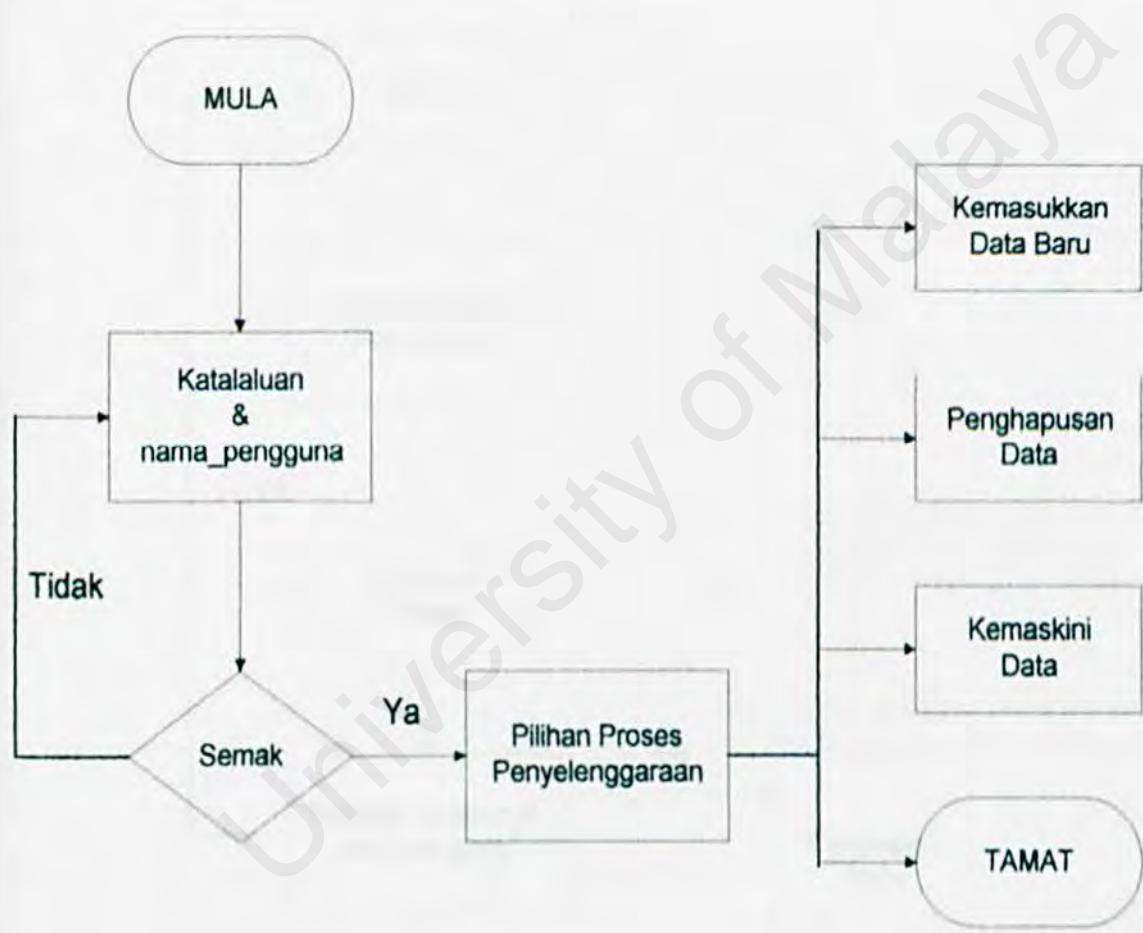 MULA
Katalaluan
&
nama_pengguna
Tidak
Semak
Ya
Pilihan Proses
Penyelenggaraan
Kemasukkan
Data Baru
Penghapusan
Data
Kemaskini
Data
TAMAT
University of Malaya